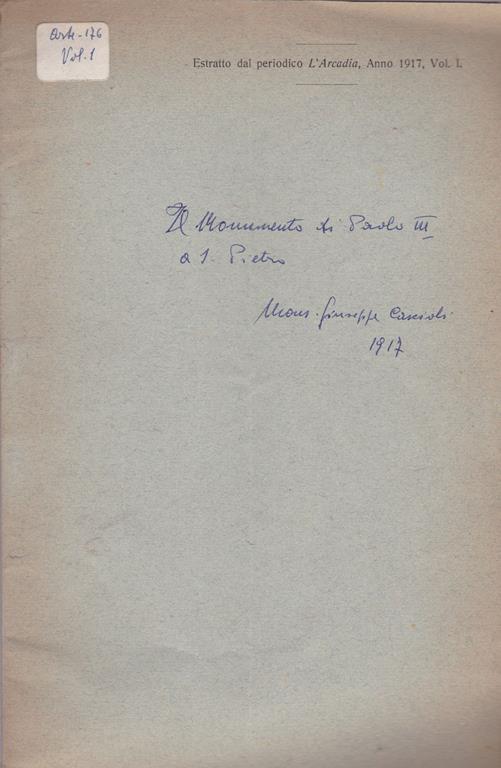 Arte - 176
Vol. 1
Estratto dal periodico L'Arcadia, Anno 1917, Vol. I.
Il Monumento di Paolo III
a S. Pietro
Mons. Giuseppe Cascioli
1917